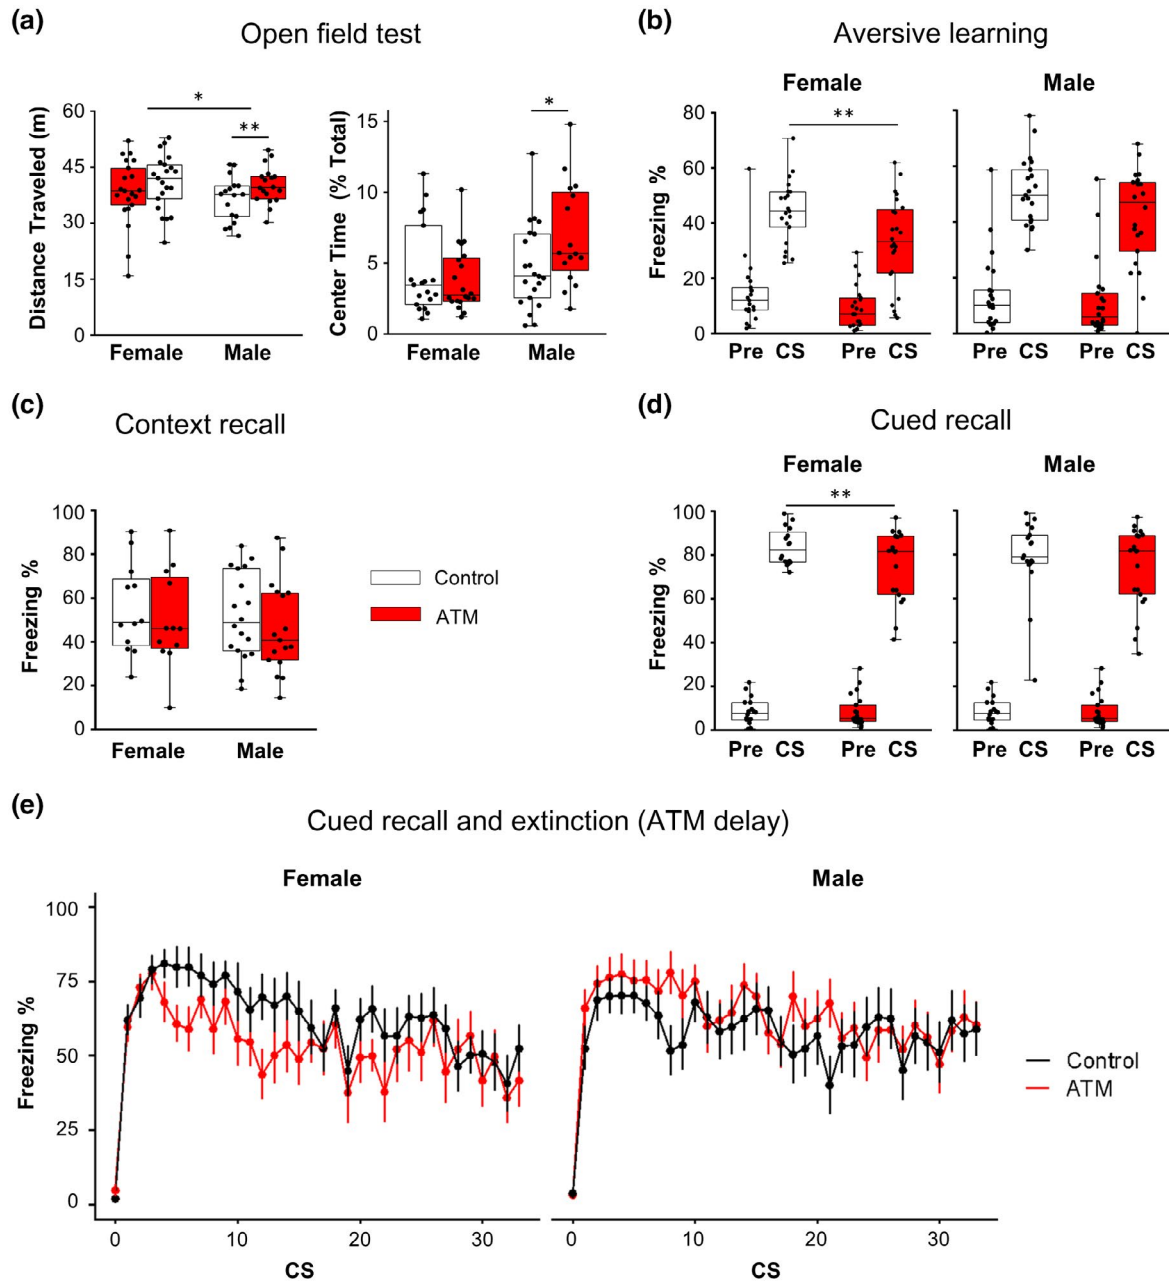 (a)
Open field test
*
**
60
45
30
15
0
Distance Traveled (m)
Female
Male
*
15
10
5
0
Center Time (% Total)
Female
Male
(b)
Aversive learning
Female
Male
**
80
60
40
20
0
Freezing %
Pre CS Pre CS
Pre CS Pre CS
(c)
Context recall
100
80
60
40
20
0
Freezing %
Female
Male
Control
ATM
(d)
Cued recall
Female
Male
**
100
80
60
40
20
0
Freezing %
Pre CS Pre CS
Pre CS Pre CS
(e)
Cued recall and extinction (ATM delay)
Female
Male
100
75
50
25
0
Freezing %
0 10 20 30
0 10 20 30
CS
CS
Control
ATM